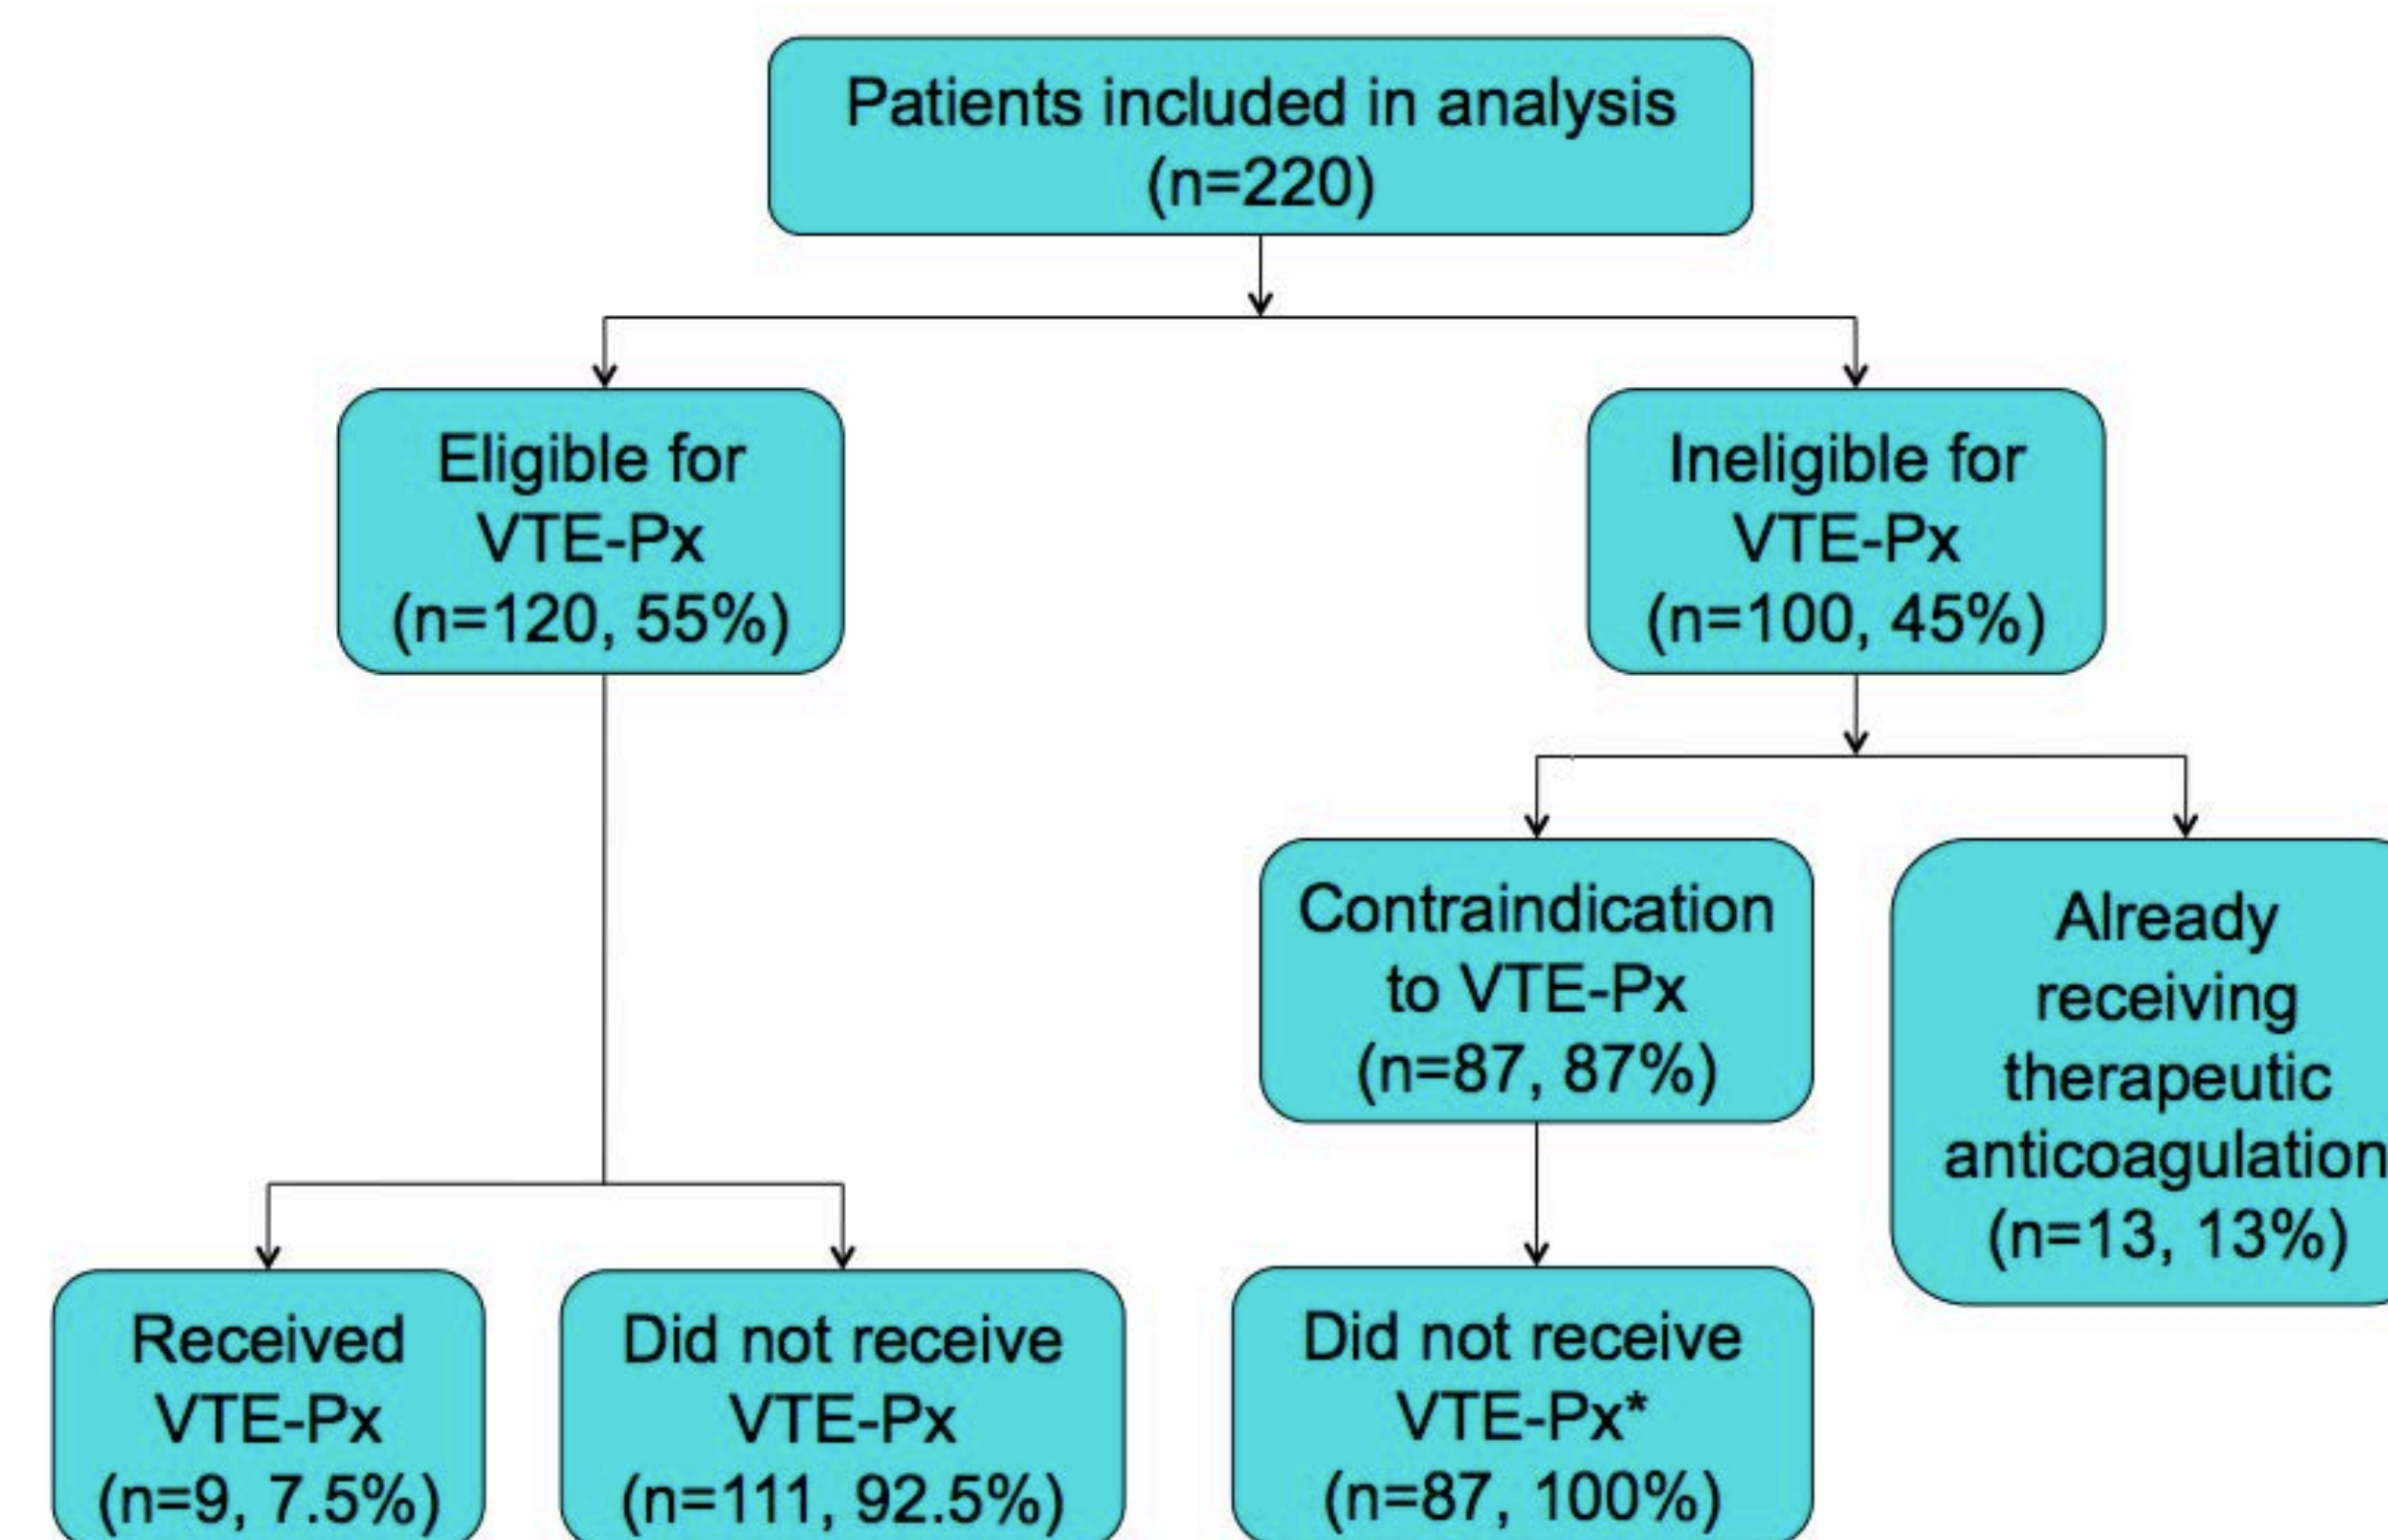 Patients included in analysis
(n=220)
Eligible for
VTE-Px
(n=120, 55%)
Ineligible for
VTE-Px
(n=100, 45%)
Contraindication
to VTE-Px
(n=87, 87%)
Already
receiving
therapeutic
anticoagulation
(n=13, 13%)
Received
VTE-Px
(n=9, 7.5%)
Did not receive
VTE-Px
(n=111, 92.5%)
Did not receive
VTE-Px*
(n=87, 100%)